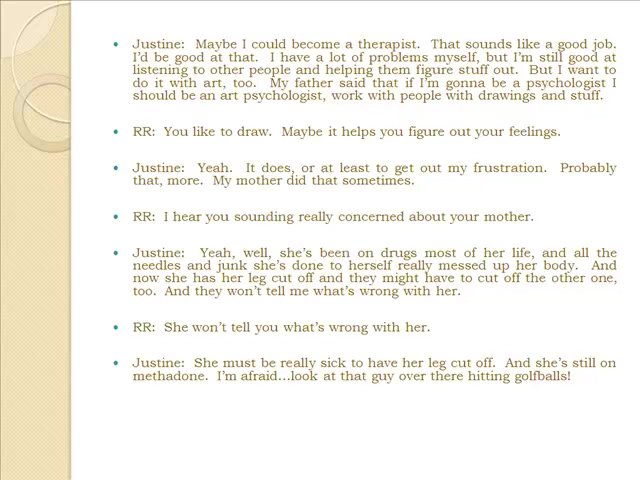 • Justine: Maybe I could become a therapist. That sounds like a good job.
I'd be good at that. I have a lot of problems myself, but I'm still good at
listening to other people and helping them figure stuff out. But I want to
do it with art, too. My father said that if I'm gonna be a psychologist I
should be an art psychologist, work with people with drawings and stuff.
• RR: You like to draw. Maybe it helps you figure out your feelings.
• Justine: Yeah. It does, or at least to get out my frustration. Probably
that, more. My mother did that sometimes.
• RR: I hear you sounding really concerned about your mother.
• Justine: Yeah, well, she's been on drugs most of her life, and all the
needles and junk she's done to herself really messed up her body. And
now she has her leg cut off and they might have to cut off the other one,
too. And they won't tell me what's wrong with her.
• RR: She won't tell you what's wrong with her.
• Justine: She must be really sick to have her leg cut off. And she's still on
methadone. I'm afraid…look at that guy over there hitting golfballs!